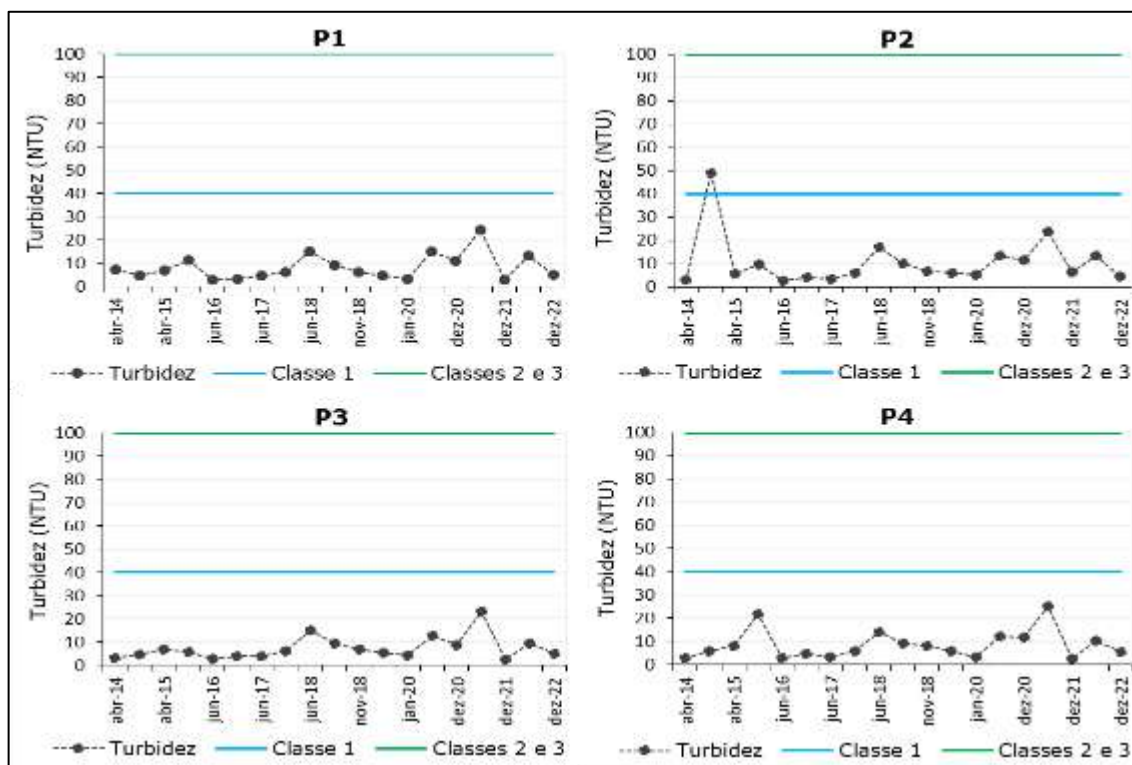 P1
Turbidez (NTU)
100
90
80
70
60
50
40
30
20
10
0
abr-14
abr-15
jun-16
jun-17
jun-18
nov-18
jan-20
dez-20
dez-21
dez-22
Turbidez Classe 1 Classes 2 e 3
P2
Turbidez (NTU)
100
90
80
70
60
50
40
30
20
10
0
abr-14
abr-15
jun-16
jun-17
jun-18
nov-18
jan-20
dez-20
dez-21
dez-22
Turbidez Classe 1 Classes 2 e 3
P3
Turbidez (NTU)
100
90
80
70
60
50
40
30
20
10
0
abr-14
abr-15
jun-16
jun-17
jun-18
nov-18
jan-20
dez-20
dez-21
dez-22
Turbidez Classe 1 Classes 2 e 3
P4
Turbidez (NTU)
100
90
80
70
60
50
40
30
20
10
0
abr-14
abr-15
jun-16
jun-17
jun-18
nov-18
jan-20
dez-20
dez-21
dez-22
Turbidez Classe 1 Classes 2 e 3